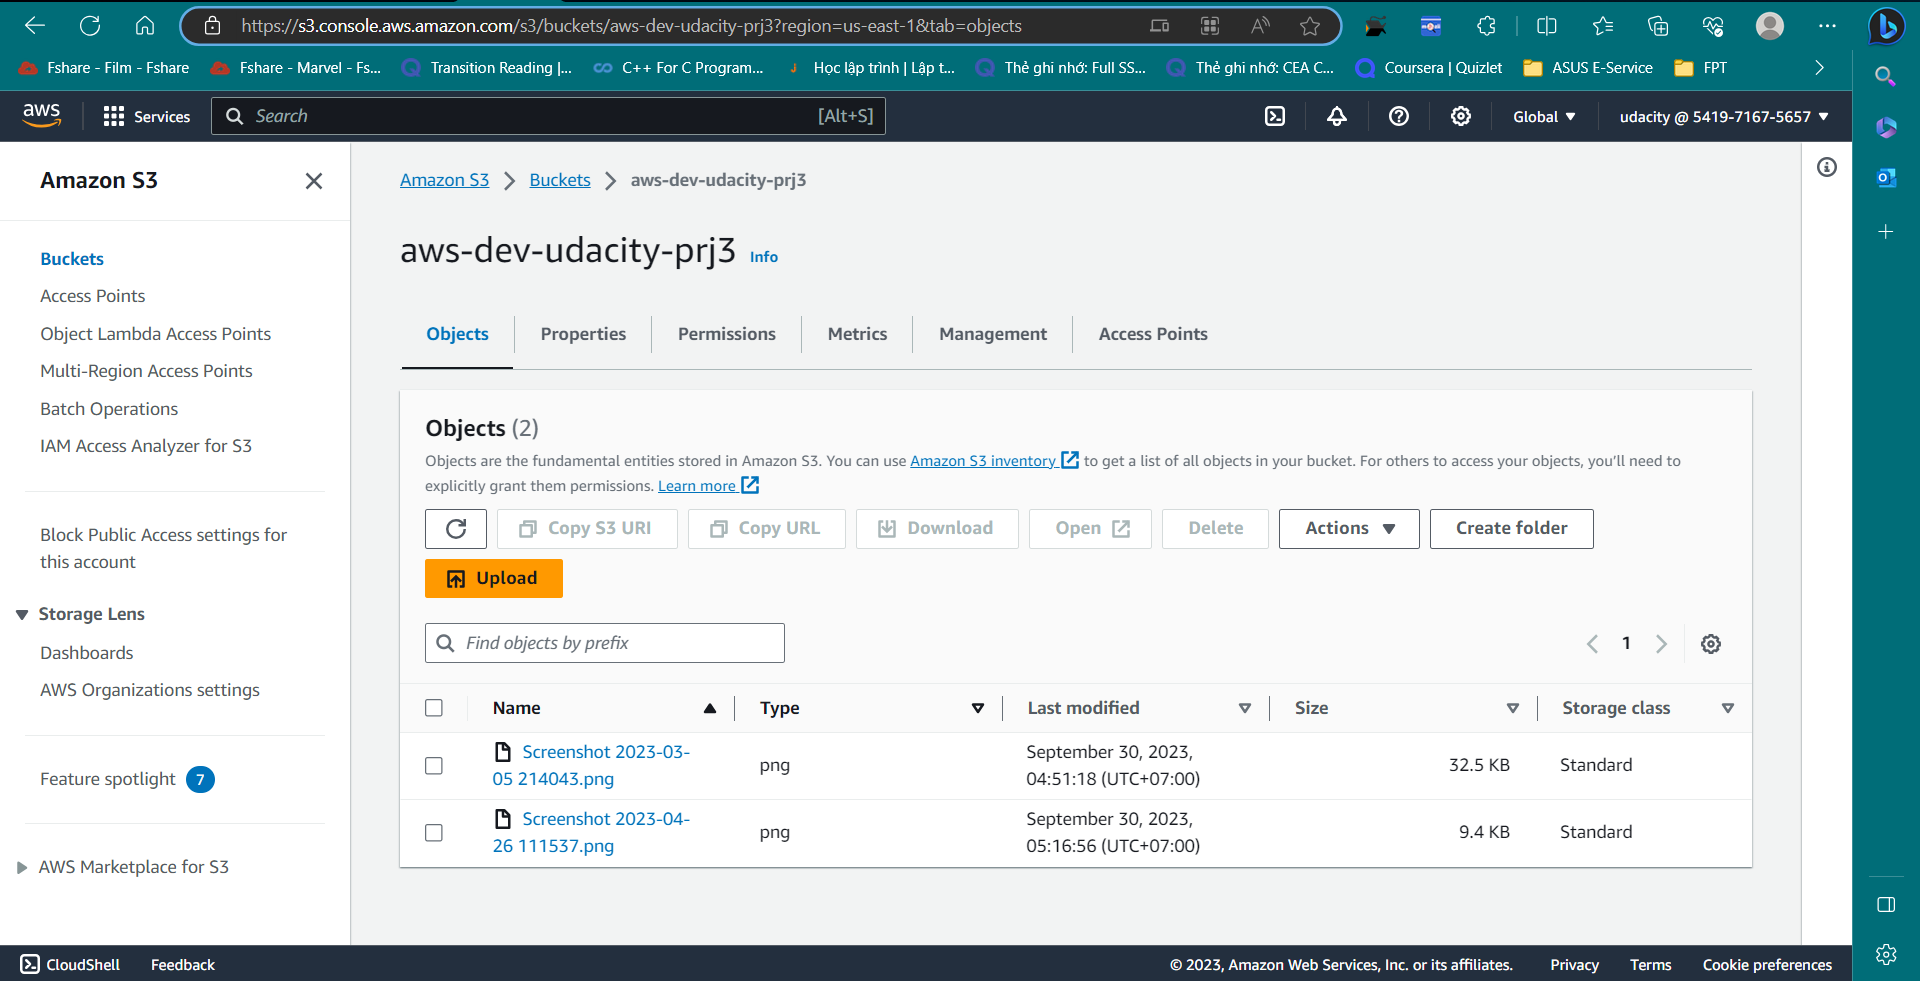 https://s3.console.aws.amazon.com/s3/buckets/aws-dev-udacity-prj3?region=us-east-1&tab=objects
Fshare - Film - Fshare
Fshare - Marvel - Fs...
Transition Reading |...
C++ For C Program...
Học lập trình | Lập t...
Thẻ ghi nhớ: Full SS...
Thẻ ghi nhớ: CEA C...
Coursera | Quizlet
ASUS E-Service
FPT
aws
Services
Search
[Alt+S]
Global
udacity @ 5419-7167-5657
Amazon S3
Buckets
Access Points
Object Lambda Access Points
Multi-Region Access Points
Batch Operations
IAM Access Analyzer for S3
Block Public Access settings for
this account
Storage Lens
Dashboards
AWS Organizations settings
Feature spotlight 7
AWS Marketplace for S3
Amazon S3 > Buckets > aws-dev-udacity-prj3
aws-dev-udacity-prj3 Info
Objects
Properties
Permissions
Metrics
Management
Access Points
Objects (2)
Objects are the fundamental entities stored in Amazon S3. You can use Amazon S3 inventory to get a list of all objects in your bucket. For others to access your objects, you'll need to
explicitly grant them permissions. Learn more
Copy S3 URI
Copy URL
Download
Open
Delete
Actions
Create folder
Upload
Find objects by prefix
1
Name
Type
Last modified
Size
Storage class
Screenshot 2023-03-
05 214043.png
png
September 30, 2023,
04:51:18 (UTC+07:00)
32.5 KB
Standard
Screenshot 2023-04-
26 111537.png
png
September 30, 2023,
05:16:56 (UTC+07:00)
9.4 KB
Standard
CloudShell
Feedback
© 2023, Amazon Web Services, Inc. or its affiliates.
Privacy
Terms
Cookie preferences